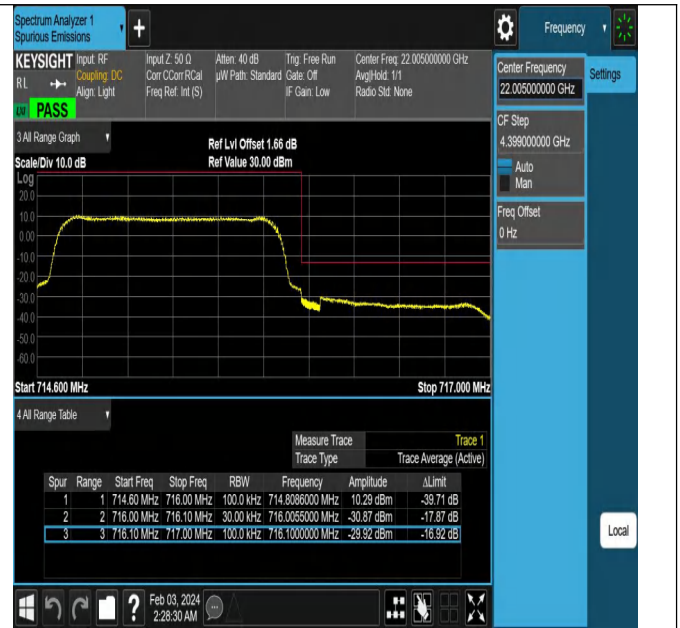 Spectrum Analyzer 1
Spurious Emissions
Frequency
KEYSIGHT
Input: RF
Coupling: DC
Align: Light
Input Z: 50 Ω
Corr CCorr RCal
Freq Ref: Int (S)
Atten: 40 dB
µW Path: Standard
Trig: Free Run
Gate: Off
IF Gain: Low
Center Freq: 22.005000000 GHz
Avg|Hold: 1/1
Radio Std: None
RL
PASS
Center Frequency
22.005000000 GHz
Settings
CF Step
4.399000000 GHz
Auto
Man
Freq Offset
0 Hz
3 All Range Graph
Ref Lvl Offset 1.66 dB
Scale/Div 10.0 dB
Ref Value 30.00 dBm
Log
20.0
10.0
0.00
-10.0
-20.0
-30.0
-40.0
-50.0
-60.0
Start 714.600 MHz
Stop 717.000 MHz
4 All Range Table
Measure Trace Trace 1
Trace Type Trace Average (Active)
Spur Range Start Freq Stop Freq RBW Frequency Amplitude ΔLimit
1 1 714.60 MHz 716.00 MHz 100.0 kHz 714.8086000 MHz 10.29 dBm -39.71 dB
2 2 716.00 MHz 716.10 MHz 30.00 kHz 716.0055000 MHz -30.87 dBm -17.87 dB
3 3 716.10 MHz 717.00 MHz 100.0 kHz 716.1000000 MHz -29.92 dBm -16.92 dB
Local
Feb 03, 2024
2:28:30 AM